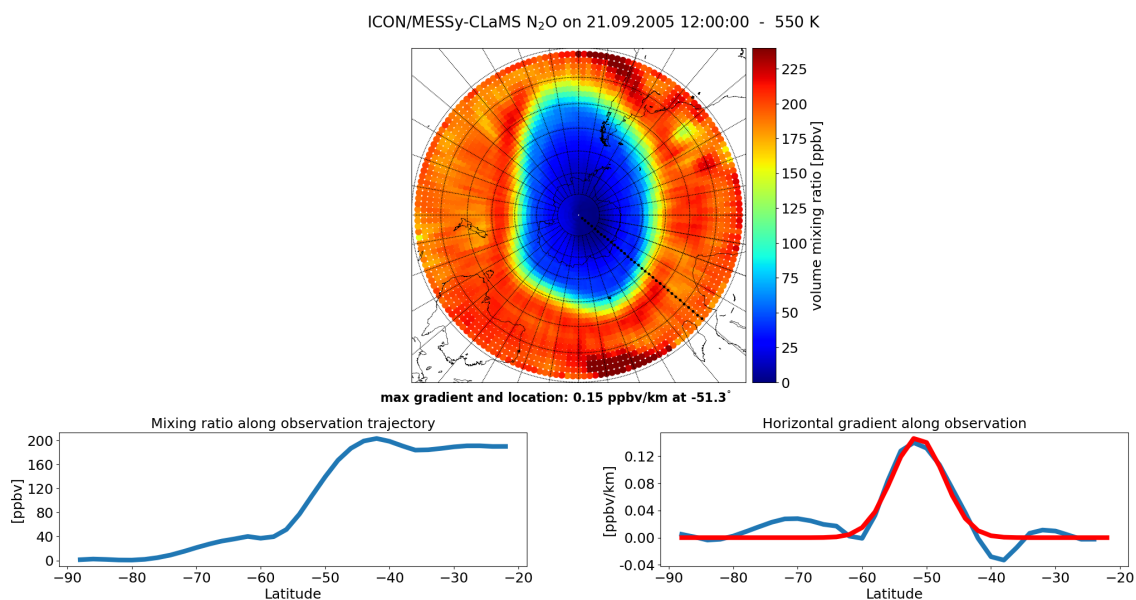 ICON/MESSy-CLaMS N₂O on 21.09.2005 12:00:00 - 550 K
225
200
175
150
125
100
75
50
25
0
volume mixing ratio [ppbv]
max gradient and location: 0.15 ppbv/km at -51.3°
Mixing ratio along observation trajectory
200
160
120
80
40
0
[ppbv]
−90 −80 −70 −60 −50 −40 −30 −20
Latitude
Horizontal gradient along observation
0.12
0.08
0.04
0.00
-0.04
[ppbv/km]
−90 −80 −70 −60 −50 −40 −30 −20
Latitude